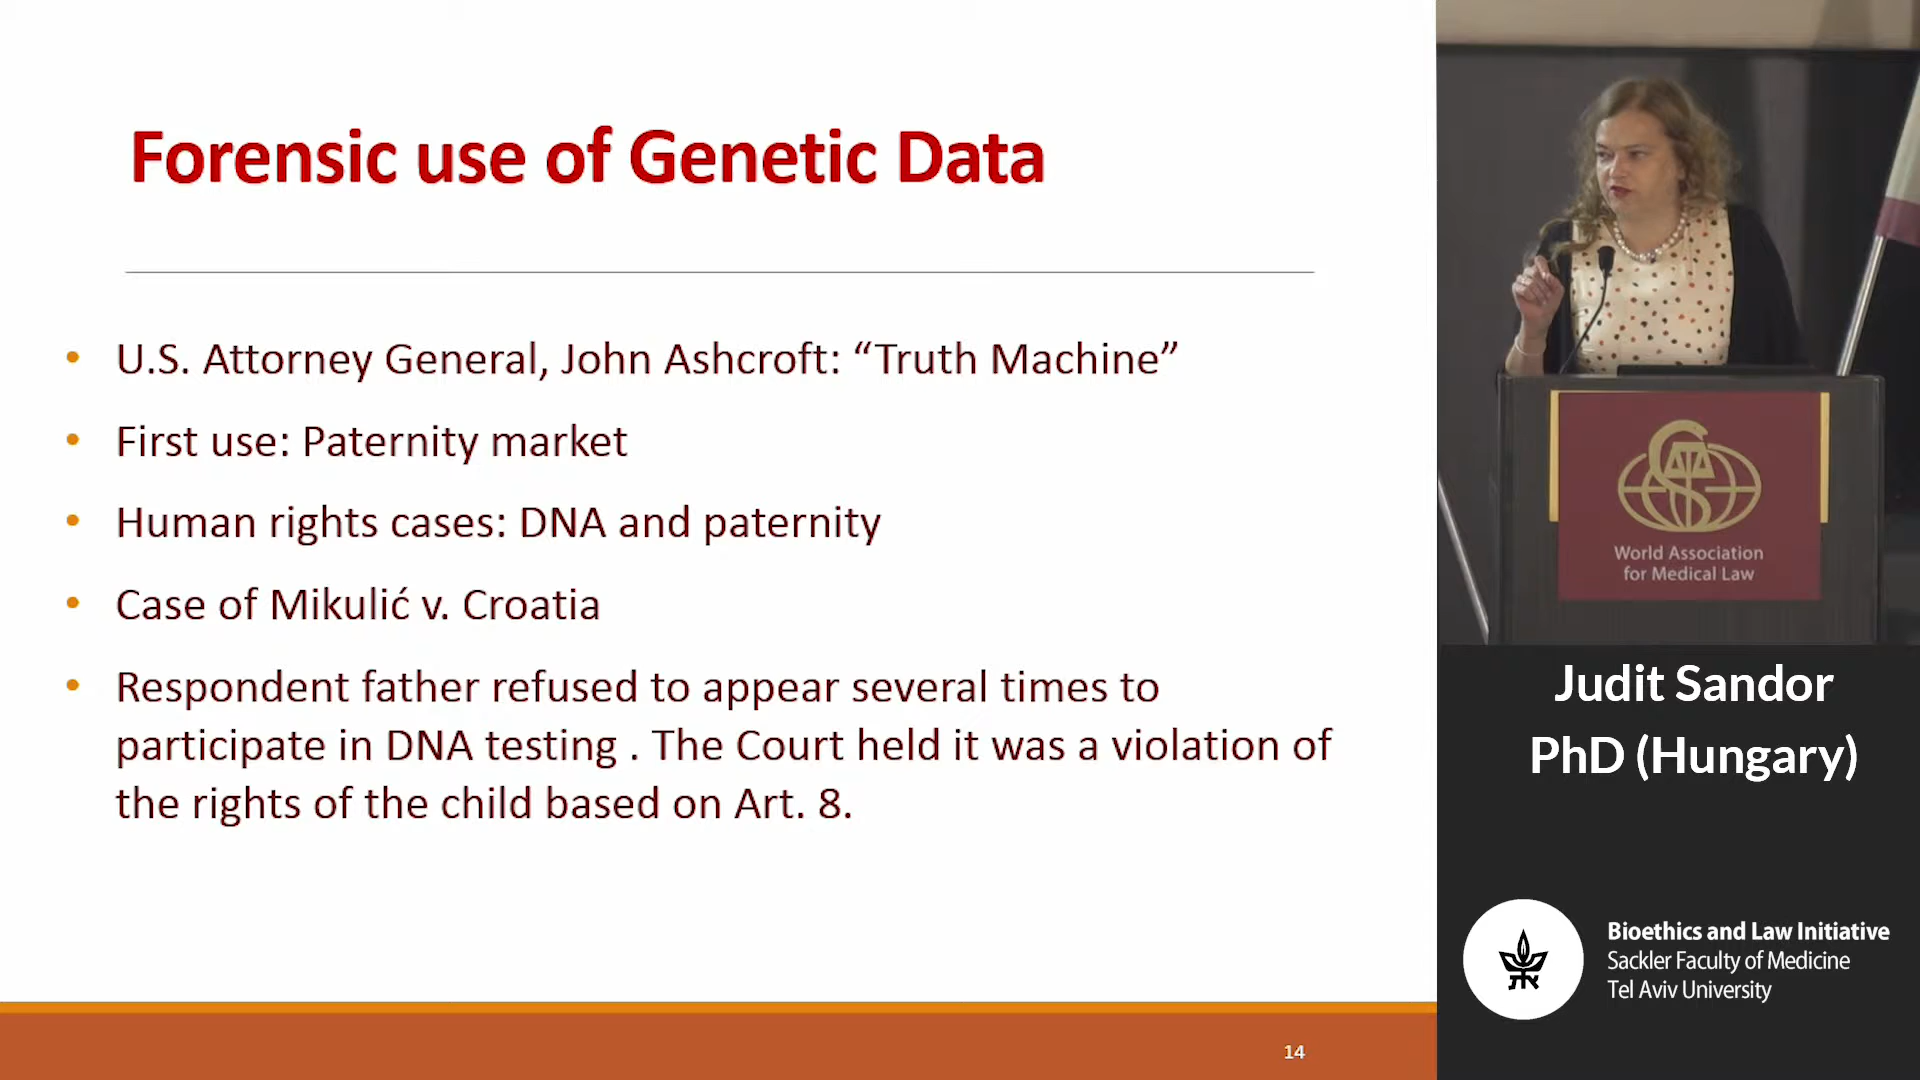 Forensic use of Genetic Data
• U.S. Attorney General, John Ashcroft: “Truth Machine”
• First use: Paternity market
• Human rights cases: DNA and paternity
• Case of Mikulić v. Croatia
• Respondent father refused to appear several times to
participate in DNA testing . The Court held it was a violation of
the rights of the child based on Art. 8.
14
World Association
for Medical Law
Judit Sandor
PhD (Hungary)
Bioethics and Law Initiative
Sackler Faculty of Medicine
Tel Aviv University